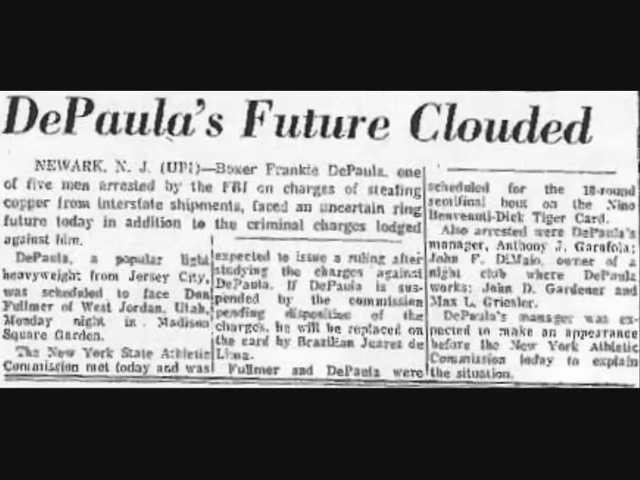 DePaula's Future Clouded
NEWARK, N. J. (UPI)—Boxer Frankie DePaula, one
of five men arrested by the FBI on charges of stealing
copper from interstate shipments, faced an uncertain ring
future today in addition to the criminal charges lodged
against him.
DePaula, a popular light
heavyweight from Jersey City,
was scheduled to face Don
Fullmer of West Jordan, Utah,
Monday night in Madison
Square Garden.
The New York State Athletic
Commission met today and was
expected to issue a ruling after
studying the charges against
DePaula. If DePaula is sus-
pended by the commission
pending disposition of the
charges, he will be replaced on
the card by Brazilian Juarez de
Lima.
Fullmer and DePaula were
scheduled for the 10-round
semifinal bout on the Nino
Benvenuti-Dick Tiger Card.
Also arrested were DePaula's
manager, Anthony J. Garofola;
John F. DiMaio, owner of a
night club where DePaula
works; John D. Gardener and
Max L. Griesler.
DePaula's manager was ex-
pected to make an appearance
before the New York Athletic
Commission today to explain
the situation.